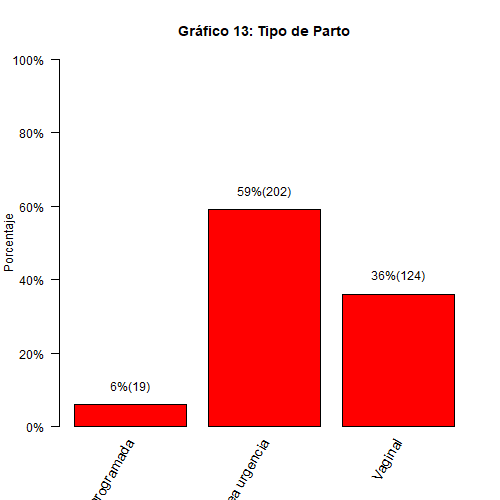 Gráfico 13: Tipo de Parto
100%
80%
60%
40%
20%
0%
Porcentaje
6%(19)
59%(202)
36%(124)
programada
ea urgencia
Vaginal